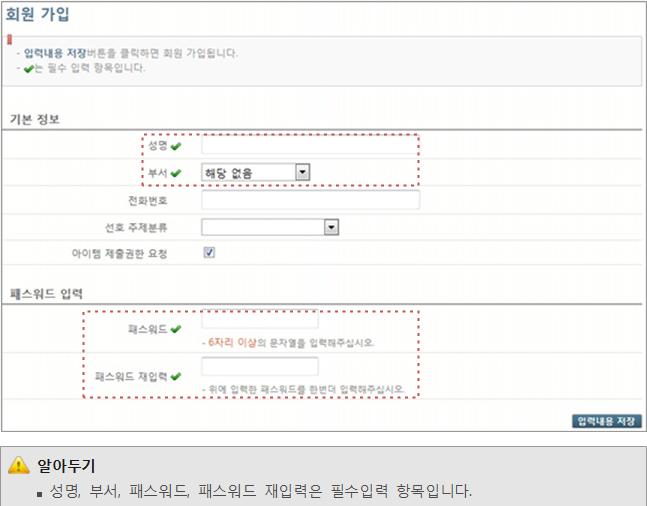 회원 가입
- 입력내용 저장버튼을 클릭하면 회원 가입됩니다.
- 는 필수 입력 항목입니다.
기본 정보
성명
부서 해당 없음
전화번호
선호 주제분류
아이템 제출권한 요청
패스워드 입력
패스워드
- 6자리 이상의 문자열을 입력해주십시오.
패스워드 재입력
- 위에 입력한 패스워드를 한번더 입력해주십시오.
입력내용 저장
알아두기
성명, 부서, 패스워드, 패스워드 재입력은 필수입력 항목입니다.